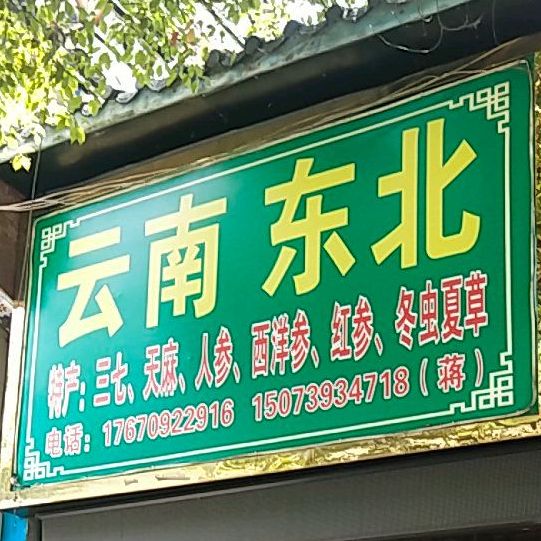 云南 东北
特产：三七、天麻、人参、西洋参、红参、冬虫夏草
电话：17670922916 15073934718（蒋）